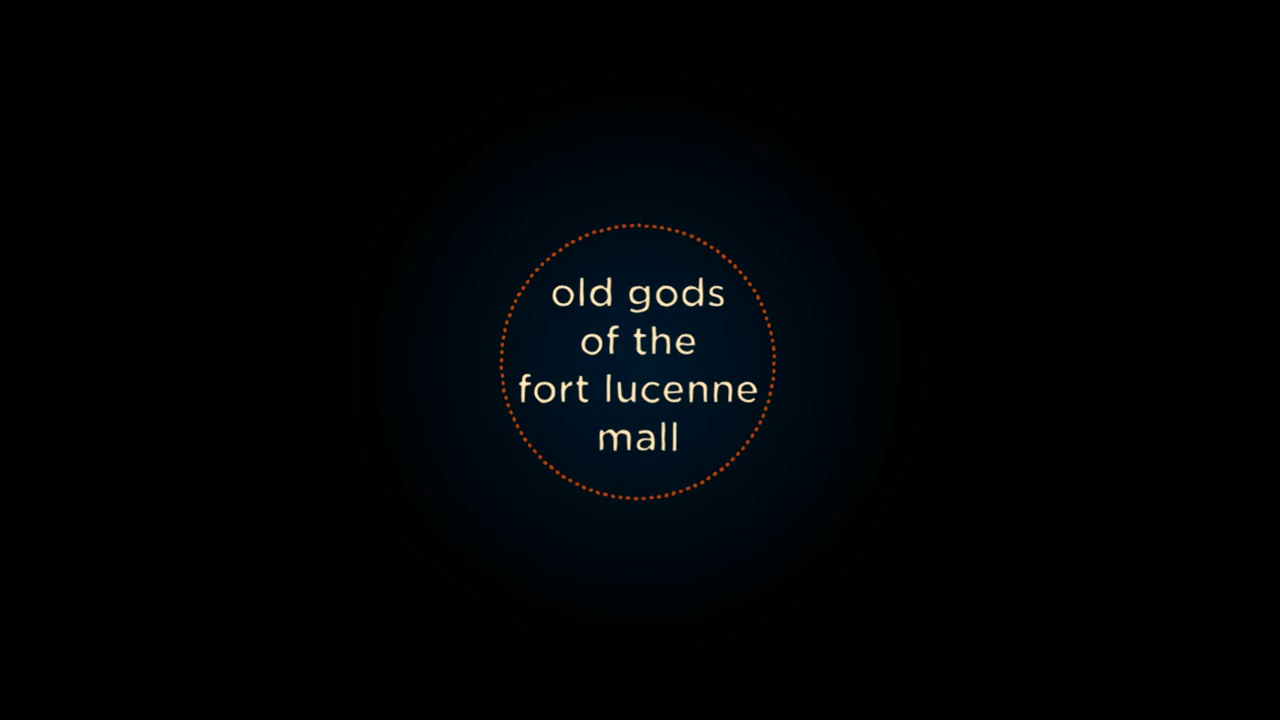 old gods
of the
fort lucenne
mall